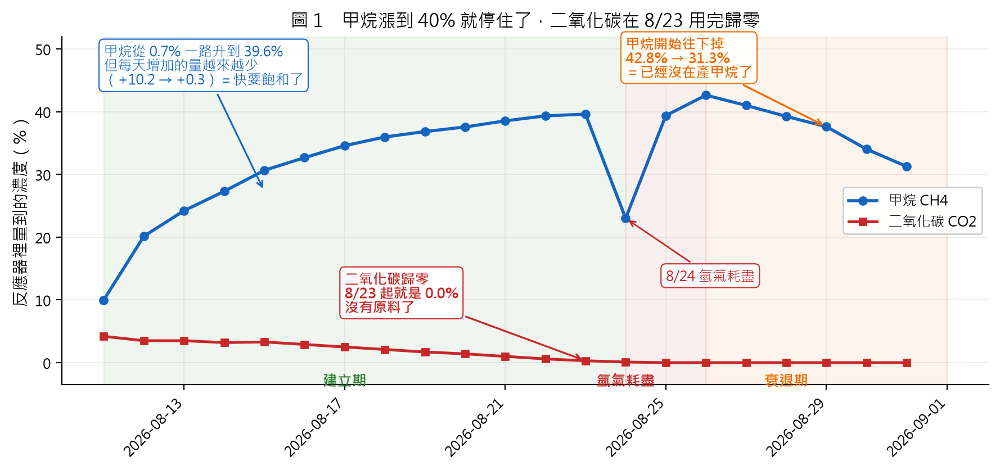 圖 1　甲烷漲到 40% 就停住了，二氧化碳在 8/23 用完歸零
反應器裡量到的濃度（%）
50
40
30
20
10
0
甲烷從 0.7% 一路升到 39.6%
但每天增加的量越來越少
（+10.2 → +0.3）= 快要飽和了
甲烷開始往下掉
42.8% → 31.3%
= 已經沒在產甲烷了
甲烷 CH4
二氧化碳 CO2
二氧化碳歸零
8/23 起就是 0.0%
沒有原料了
8/24 氬氣耗盡
建立期
氬氣耗盡
衰退期
2026-08-13
2026-08-17
2026-08-21
2026-08-25
2026-08-29
2026-09-01